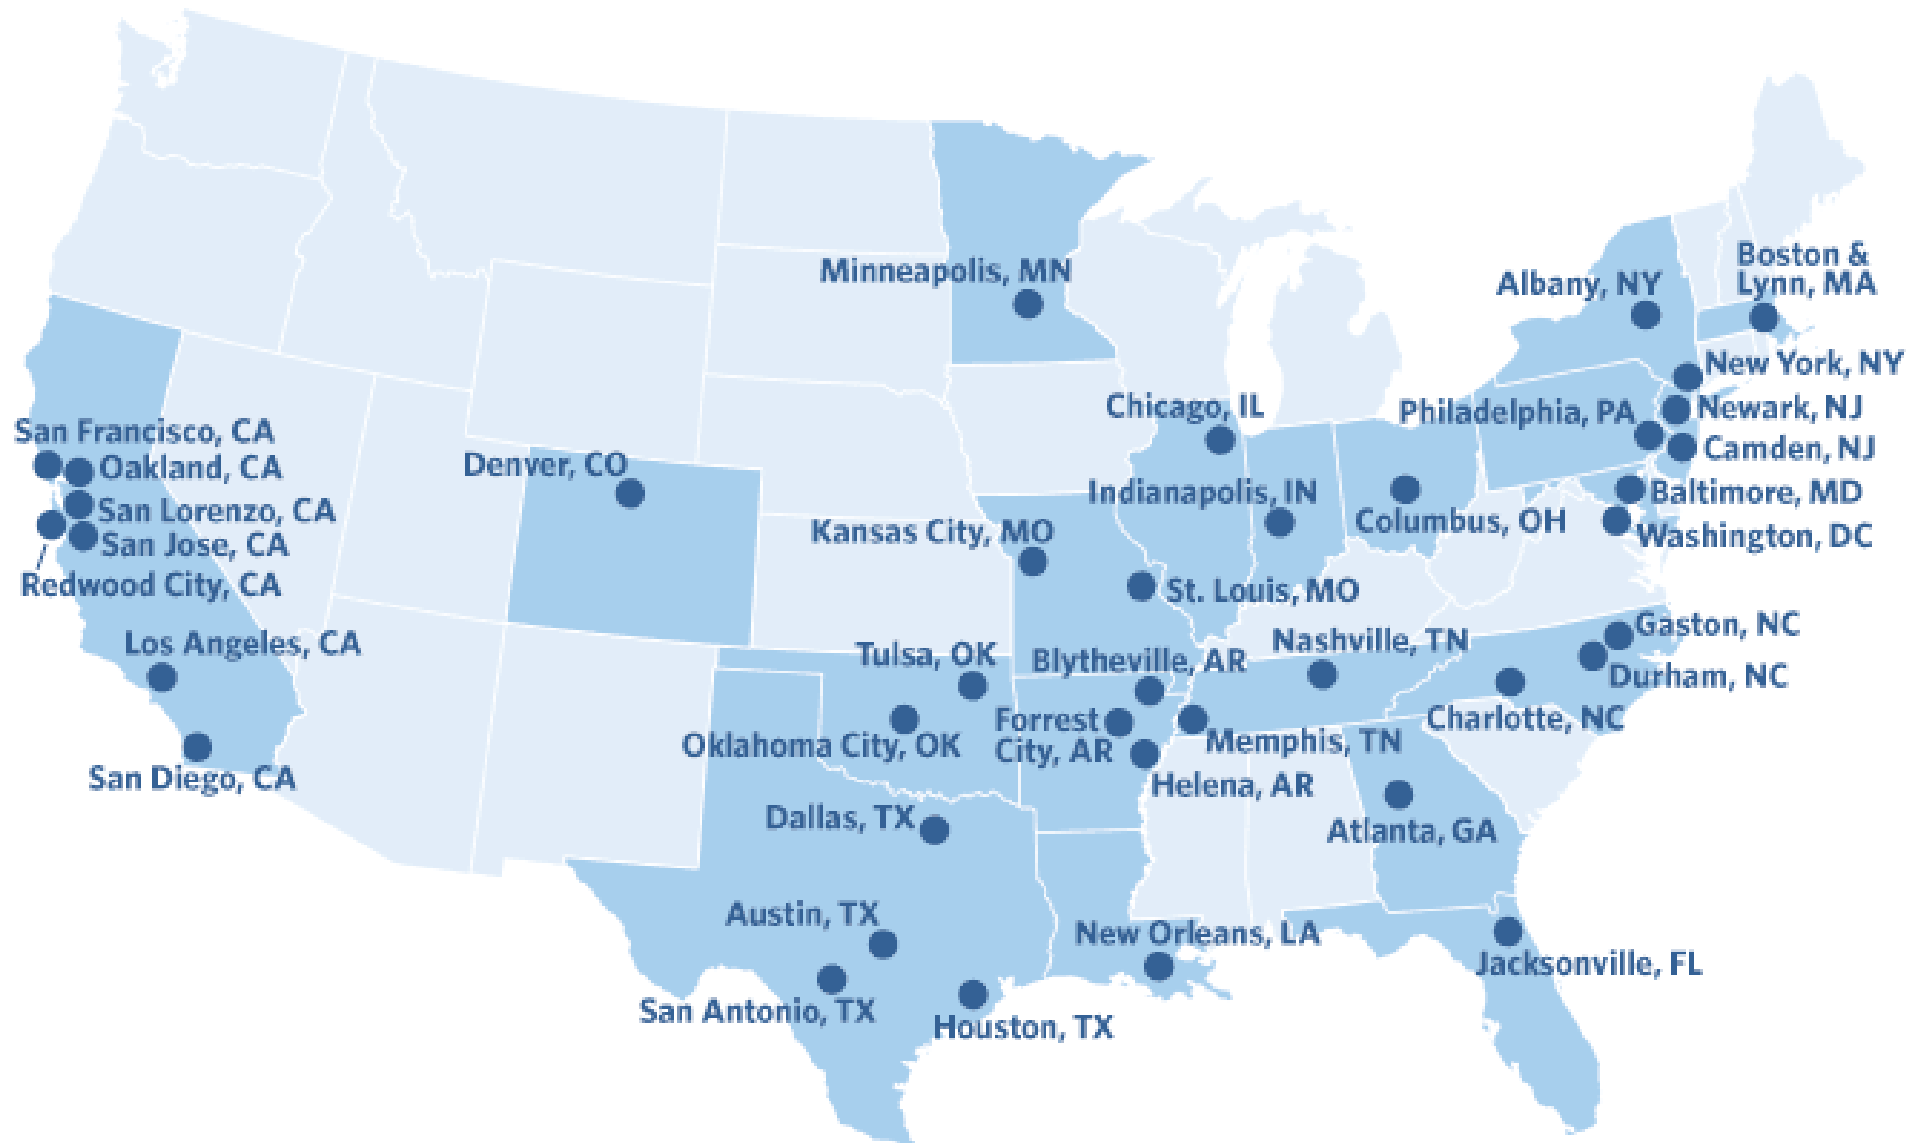 Minneapolis, MN
Boston &
Lynn, MA
Albany, NY
New York, NY
Chicago, IL
Philadelphia, PA
Newark, NJ
San Francisco, CA
Camden, NJ
Denver, CO
Oakland, CA
Indianapolis, IN
Baltimore, MD
San Lorenzo, CA
Columbus, OH
Kansas City, MO
Washington, DC
San Jose, CA
Redwood City, CA
St. Louis, MO
Gaston, NC
Los Angeles, CA
Nashville, TN
Tulsa, OK
Blytheville, AR
Durham, NC
Forrest
City, AR
Charlotte, NC
Oklahoma City, OK
Memphis, TN
San Diego, CA
Helena, AR
Dallas, TX
Atlanta, GA
Austin, TX
New Orleans, LA
Jacksonville, FL
San Antonio, TX
Houston, TX